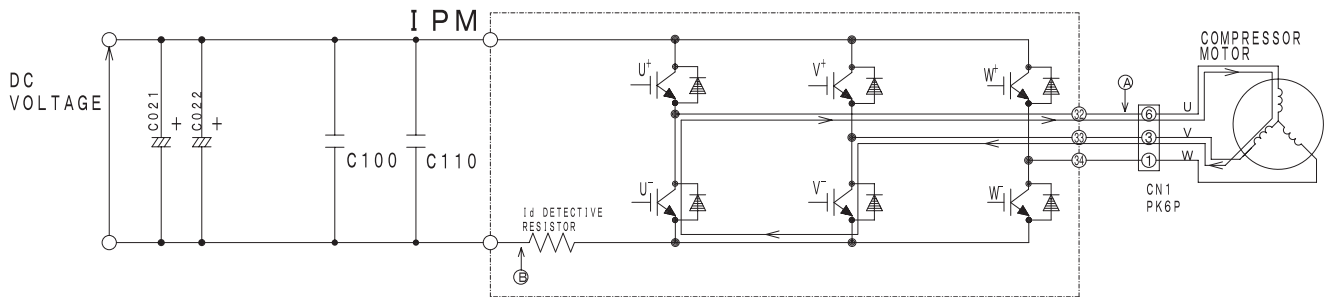 IPM
DC
VOLTAGE
C021
+
C022
+
C100
C110
U+
V+
W+
U-
V-
W-
Id DETECTIVE
RESISTOR
B
A
32
33
34
6
3
1
U
V
W
CN1
PK6P
COMPRESSOR
MOTOR